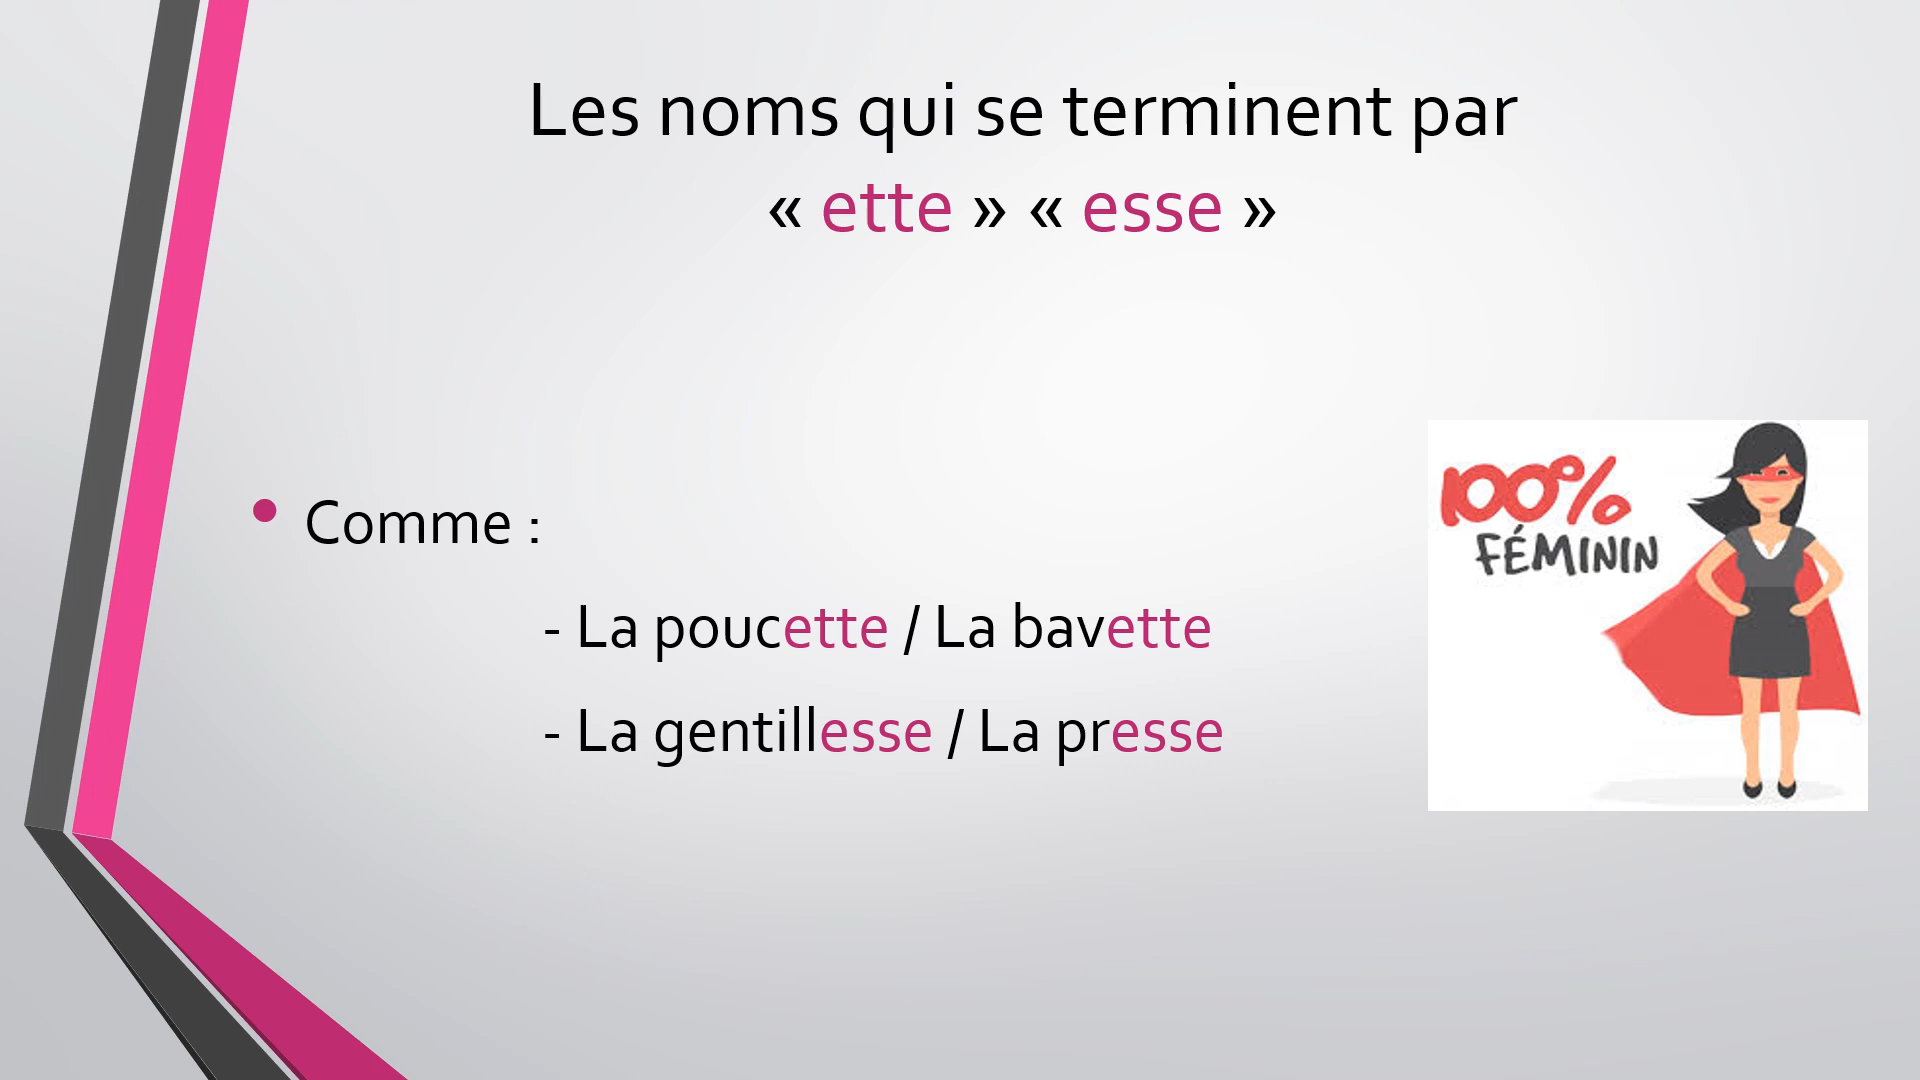 Les noms qui se terminent par
« ette » « esse »
• Comme :
- La poucette / La bavette
- La gentillesse / La presse
100%
FÉMININ